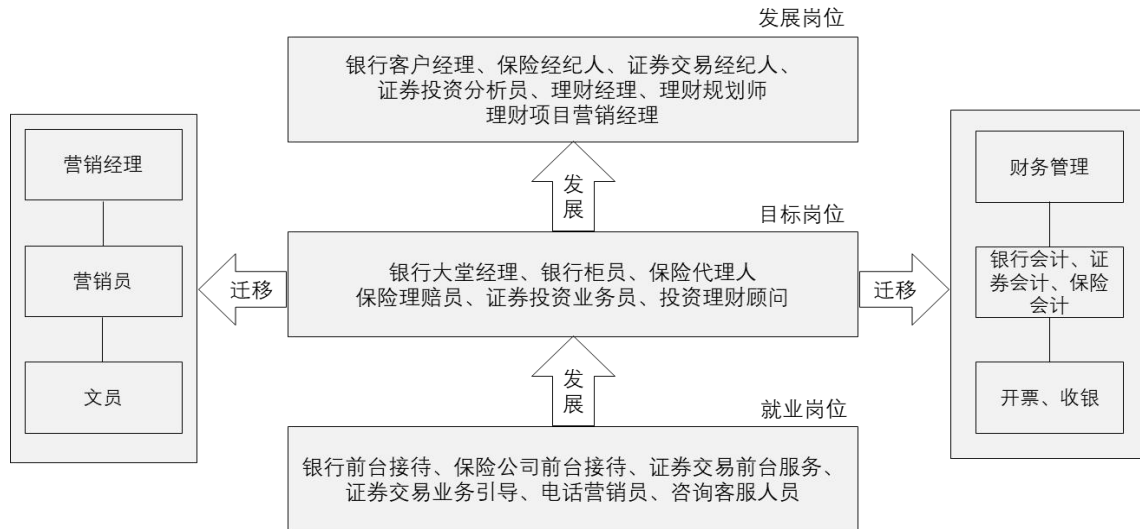 发展岗位
银行客户经理、保险经纪人、证券交易经纪人、
证券投资分析员、理财经理、理财规划师
理财项目营销经理
营销经理
营销员
文员
发
展
目标岗位
迁移
银行大堂经理、银行柜员、保险代理人
保险理赔员、证券投资业务员、投资理财顾问
迁移
财务管理
银行会计、证
券会计、保险
会计
开票、收银
发
展
就业岗位
银行前台接待、保险公司前台接待、证券交易前台服务、
证券交易业务引导、电话营销员、咨询客服人员